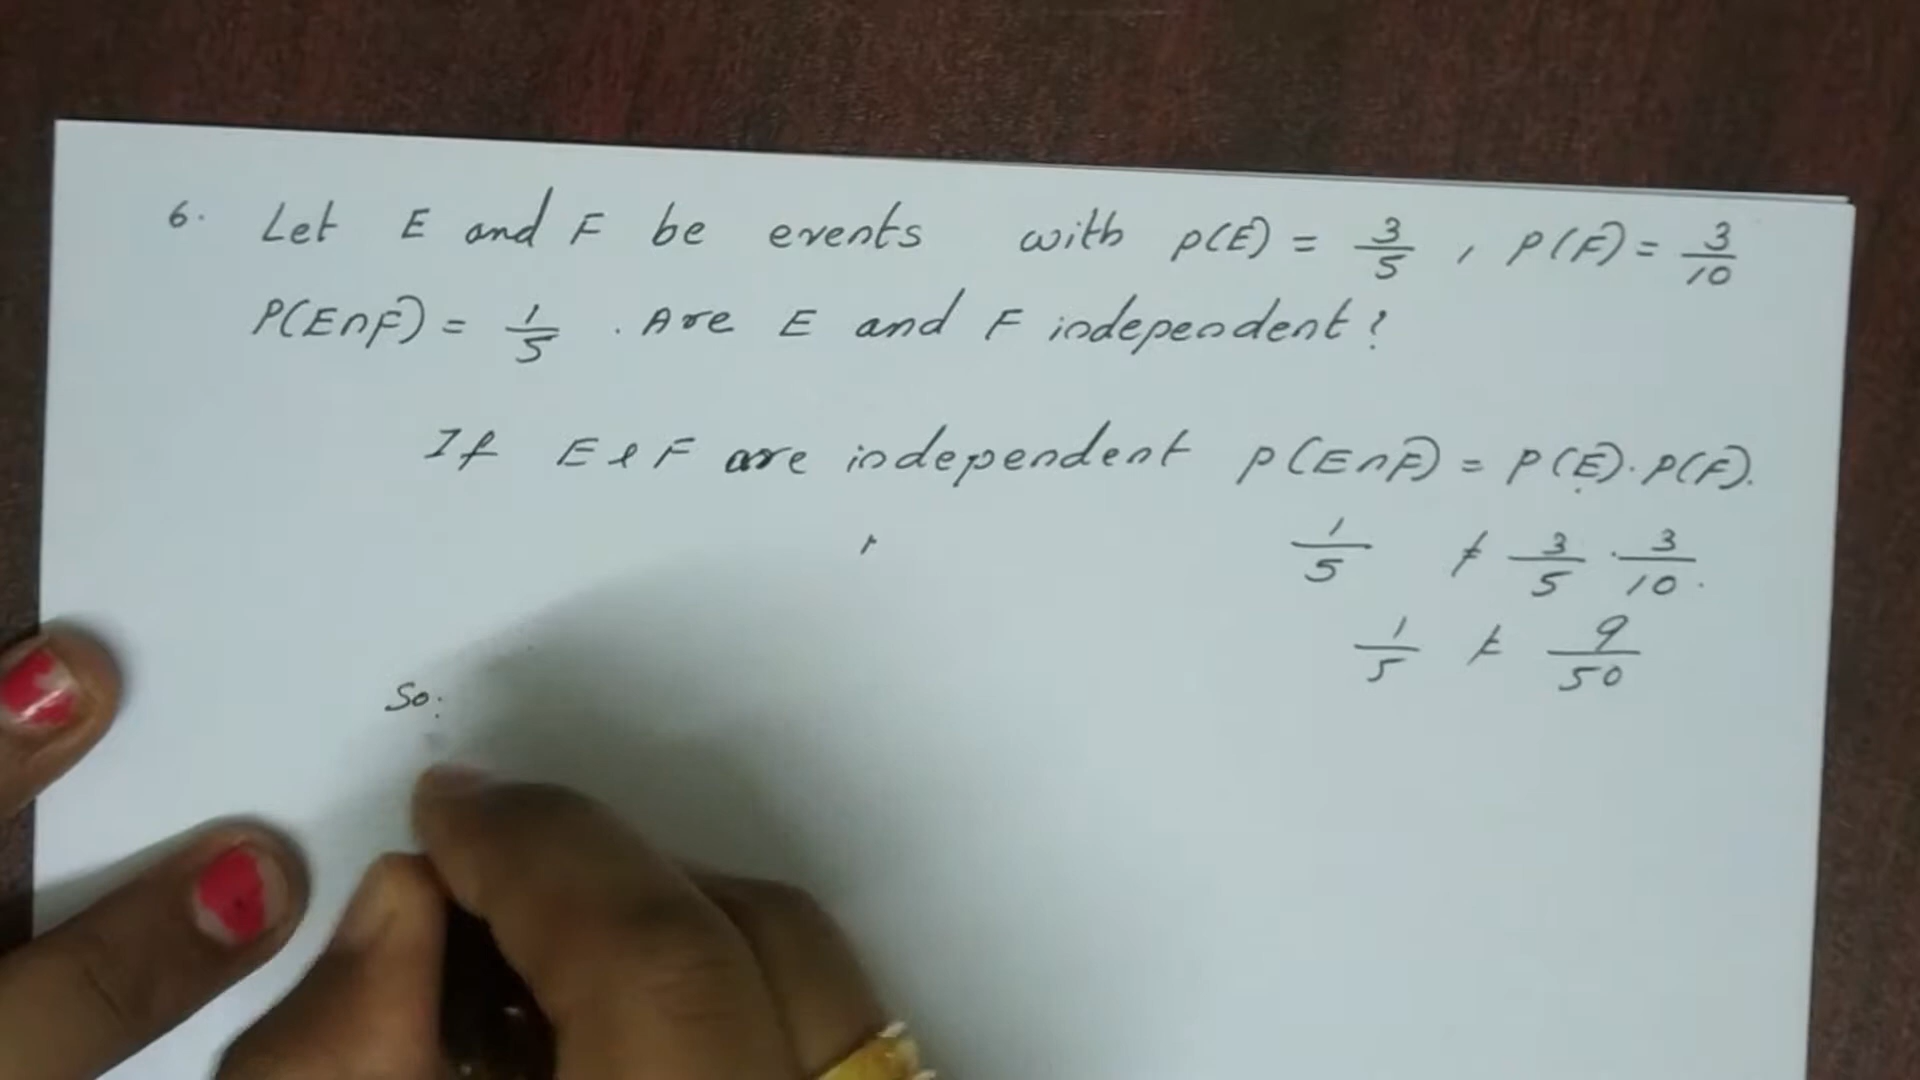 6. Let E and F be events with P(E) = 3/5 , P(F) = 3/10
P(E∩F) = 1/5 . Are E and F independent?
If E & F are independent P(E∩F) = P(E).P(F).
1/5 ≠ 3/5 . 3/10.
1/5 ≠ 9/50
So: